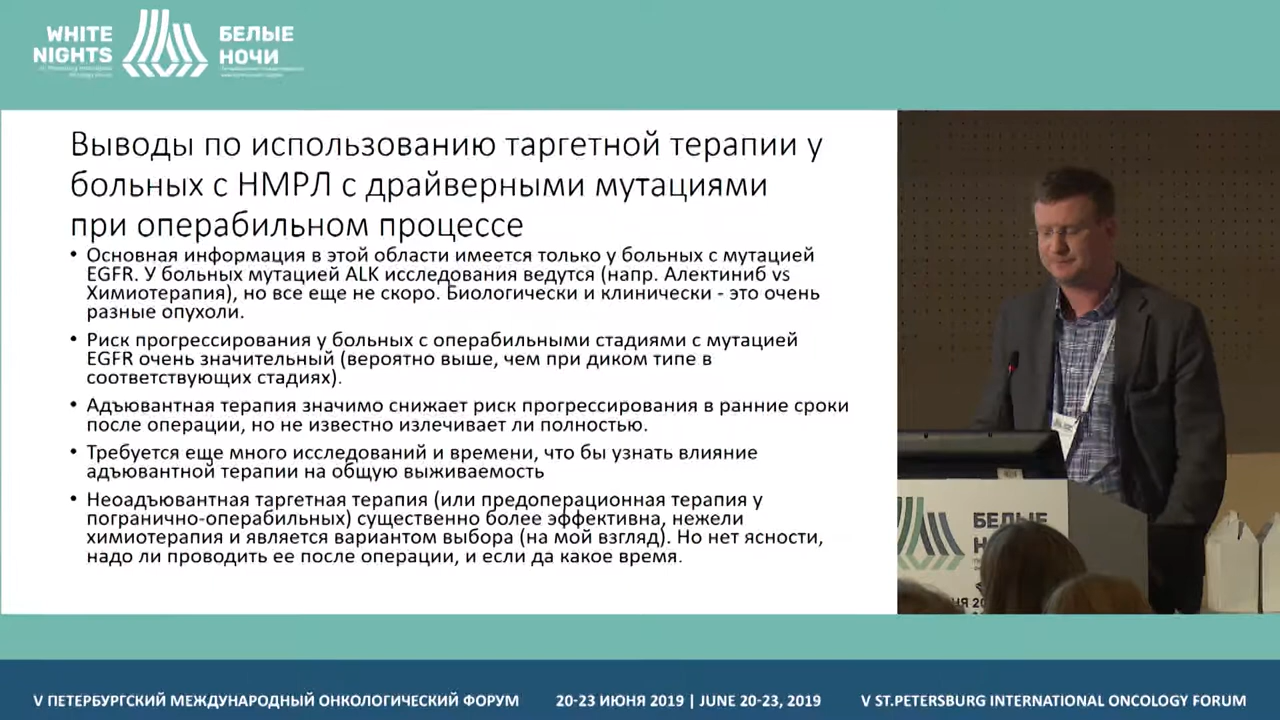 WHITE NIGHTS
БЕЛЫЕ НОЧИ
Выводы по использованию таргетной терапии у
больных с НМРЛ с драйверными мутациями
при операбильном процессе
• Основная информация в этой области имеется только у больных с мутацией
EGFR. У больных мутацией ALK исследования ведутся (напр. Алектиниб vs
Химиотерапия), но все еще не скоро. Биологически и клинически - это очень
разные опухоли.
• Риск прогрессирования у больных с операбильными стадиями с мутацией
EGFR очень значительный (вероятно выше, чем при диком типе в
соответствующих стадиях).
• Адъювантная терапия значимо снижает риск прогрессирования в ранние сроки
после операции, но не известно излечивает ли полностью.
• Требуется еще много исследований и времени, что бы узнать влияние
адъювантной терапии на общую выживаемость
• Неоадъювантная таргетная терапия (или предоперационная терапия у
погранично-операбильных) существенно более эффективна, нежели
химиотерапия и является вариантом выбора (на мой взгляд). Но нет ясности,
надо ли проводить ее после операции, и если да какое время.
БЕЛЫЕ
V ПЕТЕРБУРГСКИЙ МЕЖДУНАРОДНЫЙ ОНКОЛОГИЧЕСКИЙ ФОРУМ
20-23 ИЮНЯ 2019 | JUNE 20-23, 2019
V ST.PETERSBURG INTERNATIONAL ONCOLOGY FORUM